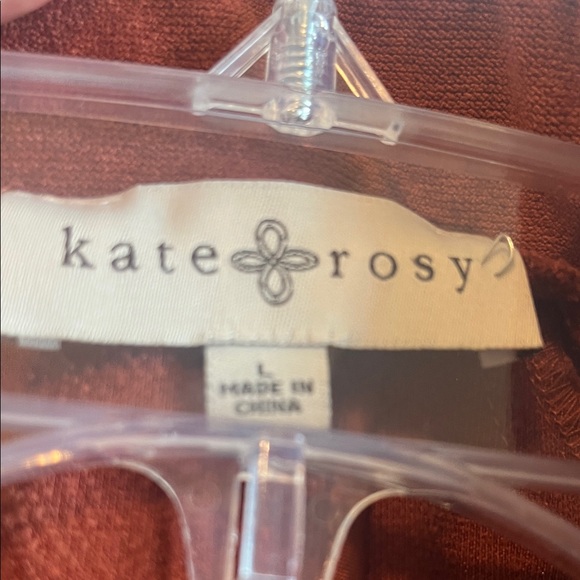 kate rosy
L
MADE IN
CHINA